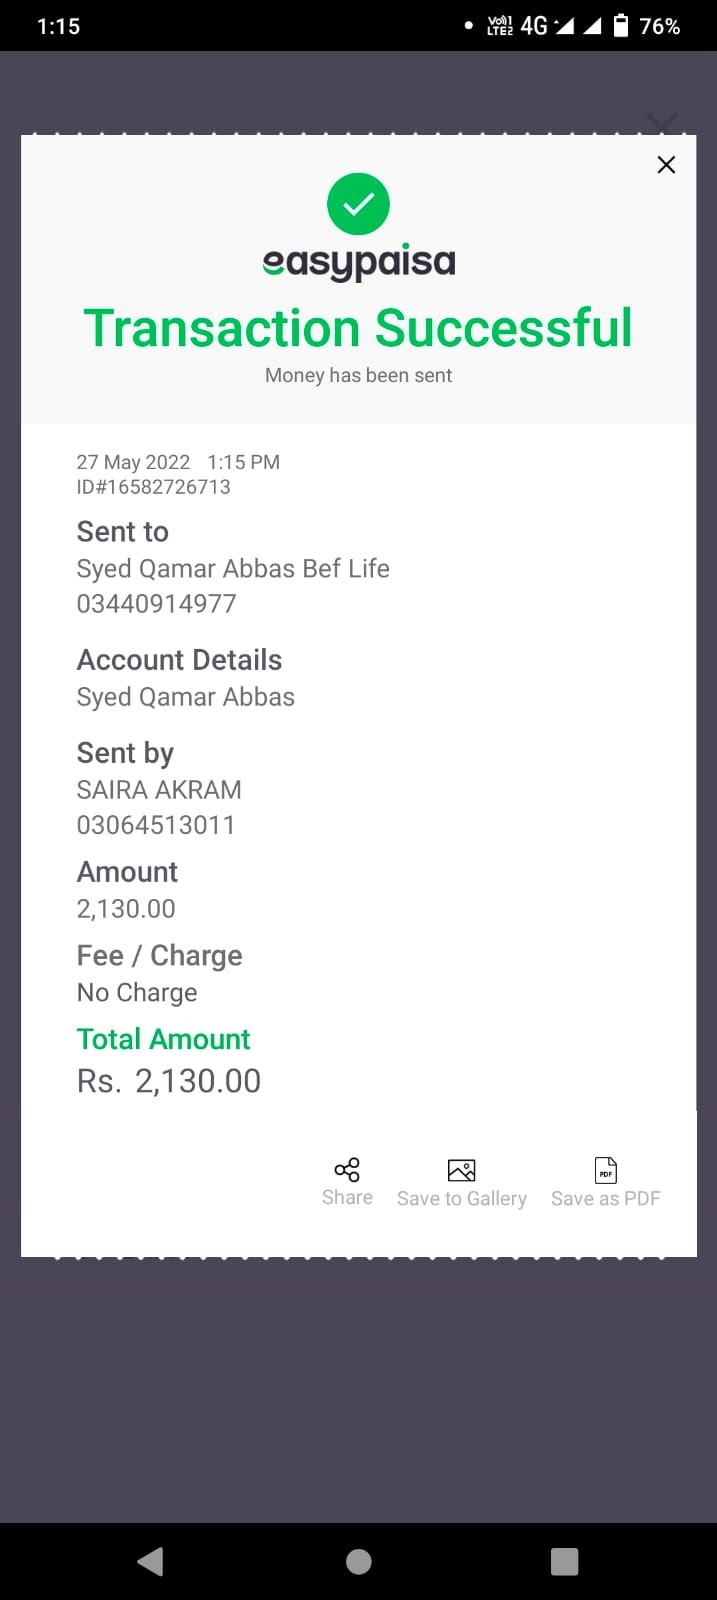 1:15
Vo)) 1
LTE2 4G 76%
easypaisa
Transaction Successful
Money has been sent
27 May 2022 1:15 PM
ID#16582726713
Sent to
Syed Qamar Abbas Bef Life
03440914977
Account Details
Syed Qamar Abbas
Sent by
SAIRA AKRAM
03064513011
Amount
2,130.00
Fee / Charge
No Charge
Total Amount
Rs. 2,130.00
PDF
Share Save to Gallery Save as PDF